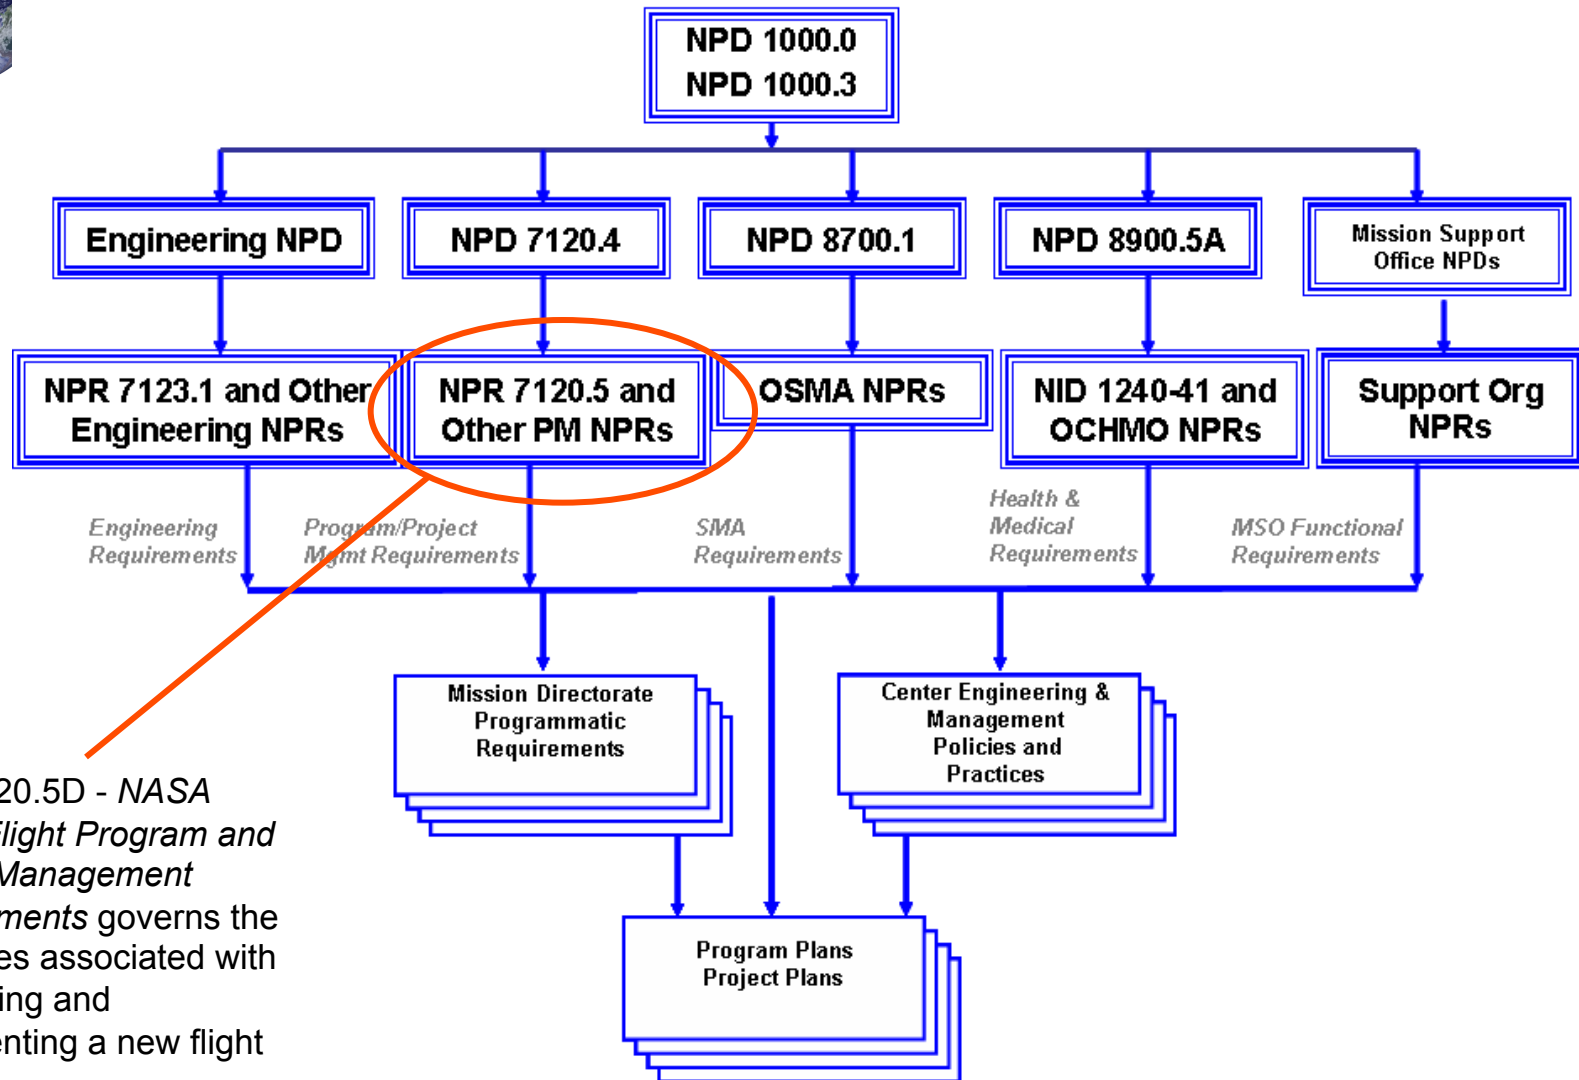 NPD 1000.0
NPD 1000.3
Engineering NPD
NPD 7120.4
NPD 8700.1
NPD 8900.5A
Mission Support
Office NPDs
NPR 7123.1 and Other
Engineering NPRs
NPR 7120.5 and
Other PM NPRs
OSMA NPRs
NID 1240-41 and
OCHMO NPRs
Support Org
NPRs
Engineering
Requirements
Program/Project
Mgmt Requirements
SMA
Requirements
Health &
Medical
Requirements
MSO Functional
Requirements
Mission Directorate
Programmatic
Requirements
Center Engineering &
Management
Policies and
Practices
Program Plans
Project Plans
20.5D - NASA
Flight Program and
Management
ments governs the
es associated with
ing and
enting a new flight